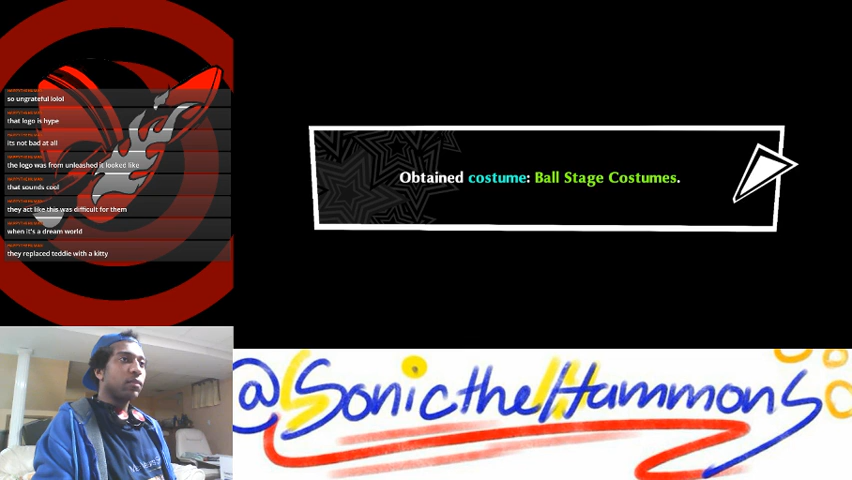 so ungrateful lolol
that logo is hype
its not bad at all
the logo was from unleashed it looked like
that sounds cool
they act like this was difficult for them
when it's a dream world
they replaced teddie with a kitty
Obtained costume: Ball Stage Costumes.
@SonictheHammons